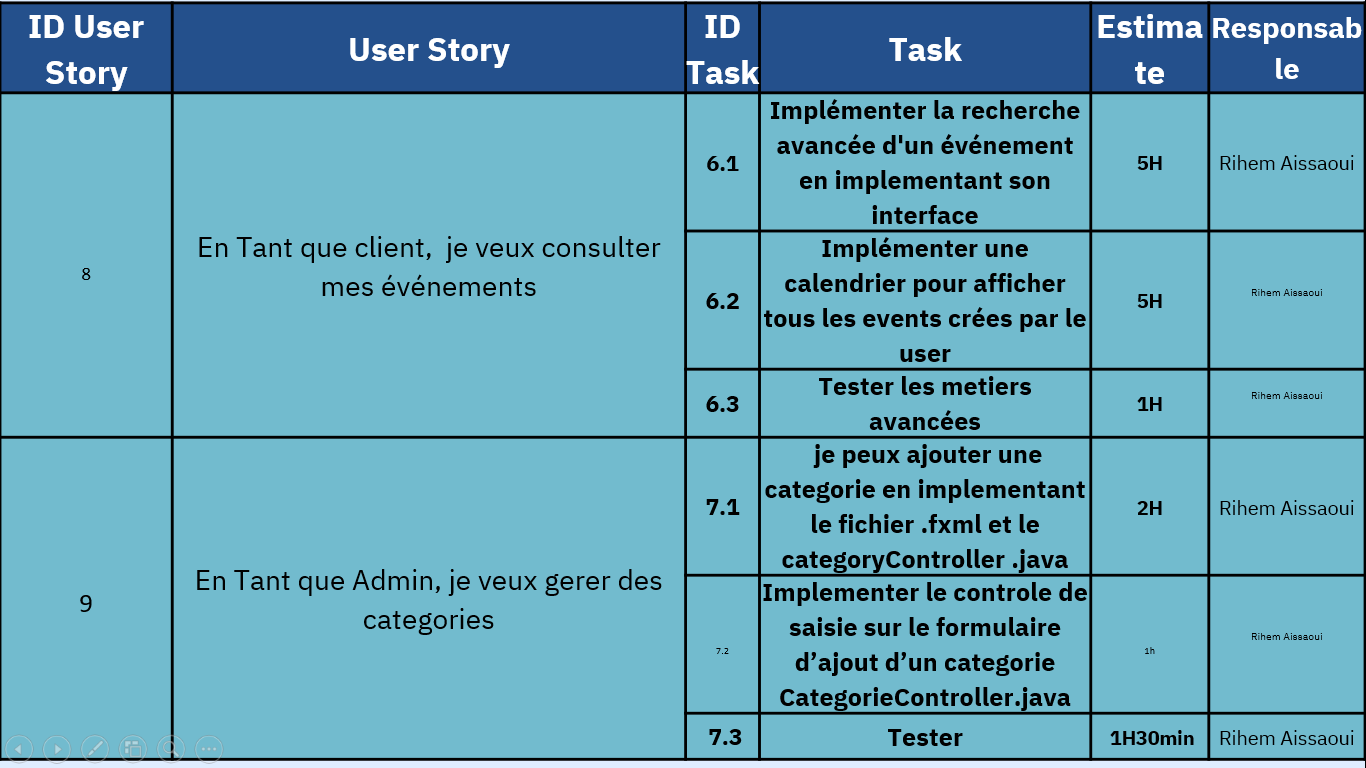 ID User
Story
User Story
ID
Task
Task
Estima
te
Responsab
le
8
En Tant que client,  je veux consulter
mes événements
6.1
Implémenter la recherche
avancée d'un événement
en implementant son
interface
5H
Rihem Aissaoui
6.2
Implémenter une
calendrier pour afficher
tous les events crées par le
user
5H
Rihem Aissaoui
6.3
Tester les metiers
avancées
1H
Rihem Aissaoui
9
En Tant que Admin, je veux gerer des
categories
7.1
je peux ajouter une
categorie en implementant
le fichier .fxml et le
categoryController .java
2H
Rihem Aissaoui
7.2
Implementer le controle de
saisie sur le formulaire
d’ajout d’un categorie
CategorieController.java
1h
Rihem Aissaoui
7.3
Tester
1H30min
Rihem Aissaoui